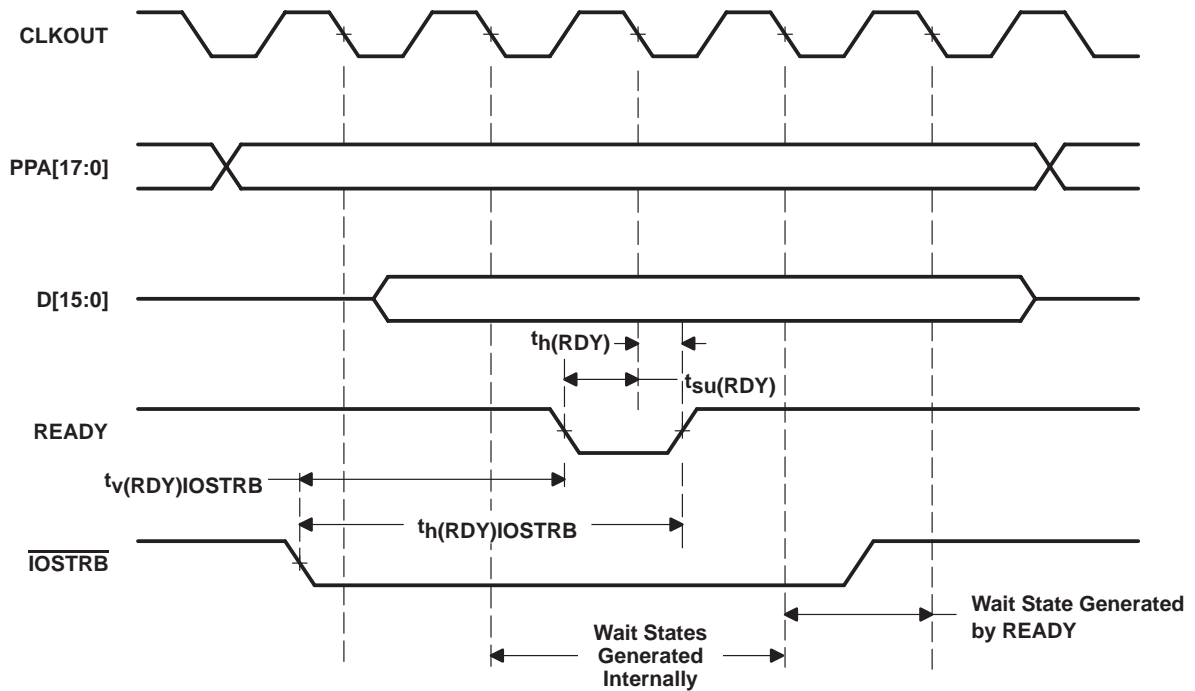 CLKOUT
PPA[17:0]
D[15:0]
th(RDY)
tsu(RDY)
READY
tv(RDY)IOSTRB
th(RDY)IOSTRB
IOSTRB
Wait State Generated
by READY
Wait States
Generated
Internally